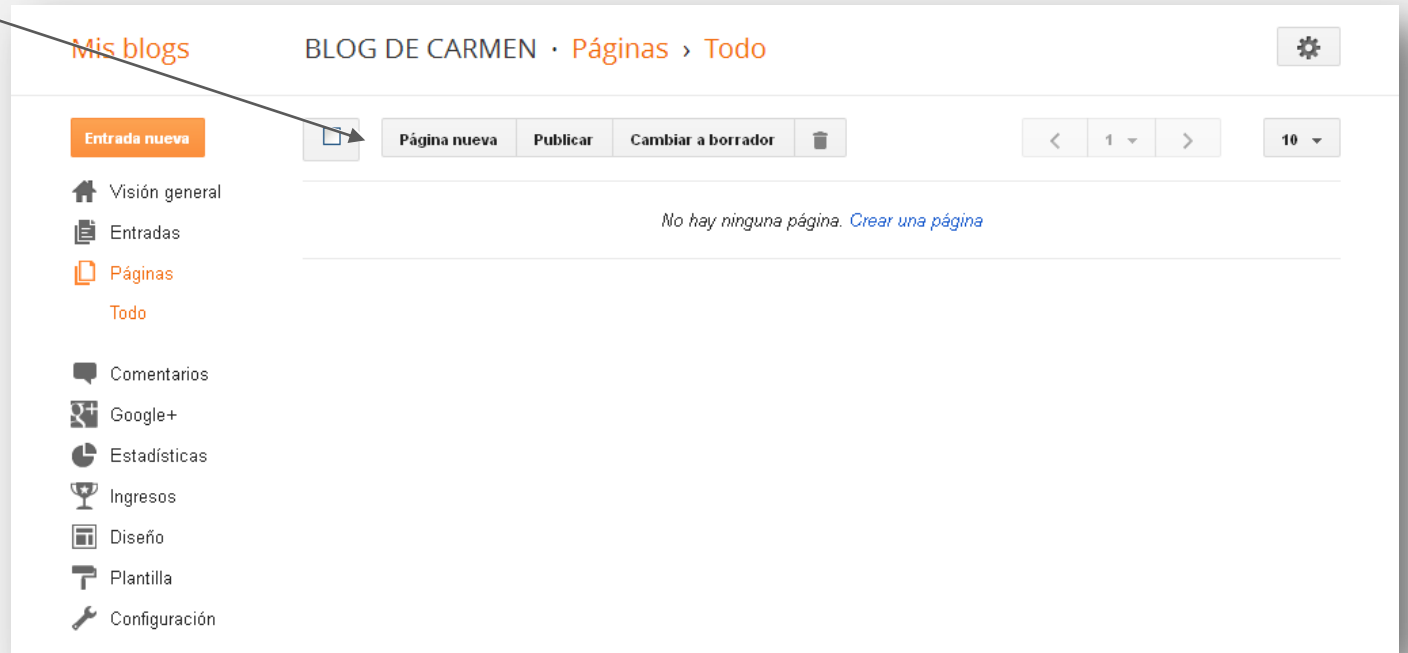 Mis blogs BLOG DE CARMEN · Páginas › Todo
Entrada nueva Página nueva Publicar Cambiar a borrador 1 10
Visión general
No hay ninguna página. Crear una página
Entradas
Páginas
Todo
Comentarios
Google+
Estadísticas
Ingresos
Diseño
Plantilla
Configuración